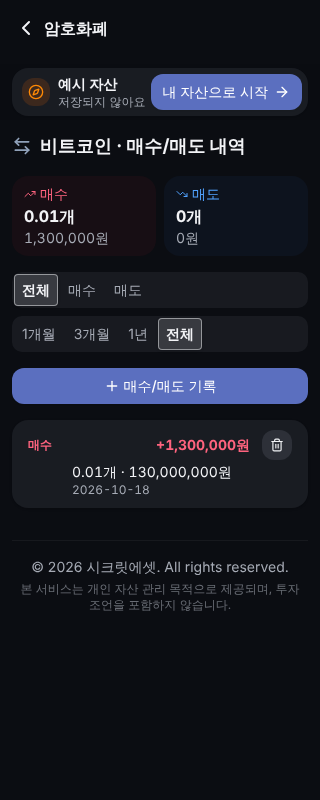 암호화폐
예시 자산
저장되지 않아요
내 자산으로 시작
비트코인 · 매수/매도 내역
매수
0.01개
1,300,000원
매도
0개
0원
전체 매수 매도
1개월 3개월 1년 전체
매수/매도 기록
매수 +1,300,000원
0.01개 · 130,000,000원
2026-10-18
© 2026 시크릿에셋. All rights reserved.
본 서비스는 개인 자산 관리 목적으로 제공되며, 투자
조언을 포함하지 않습니다.